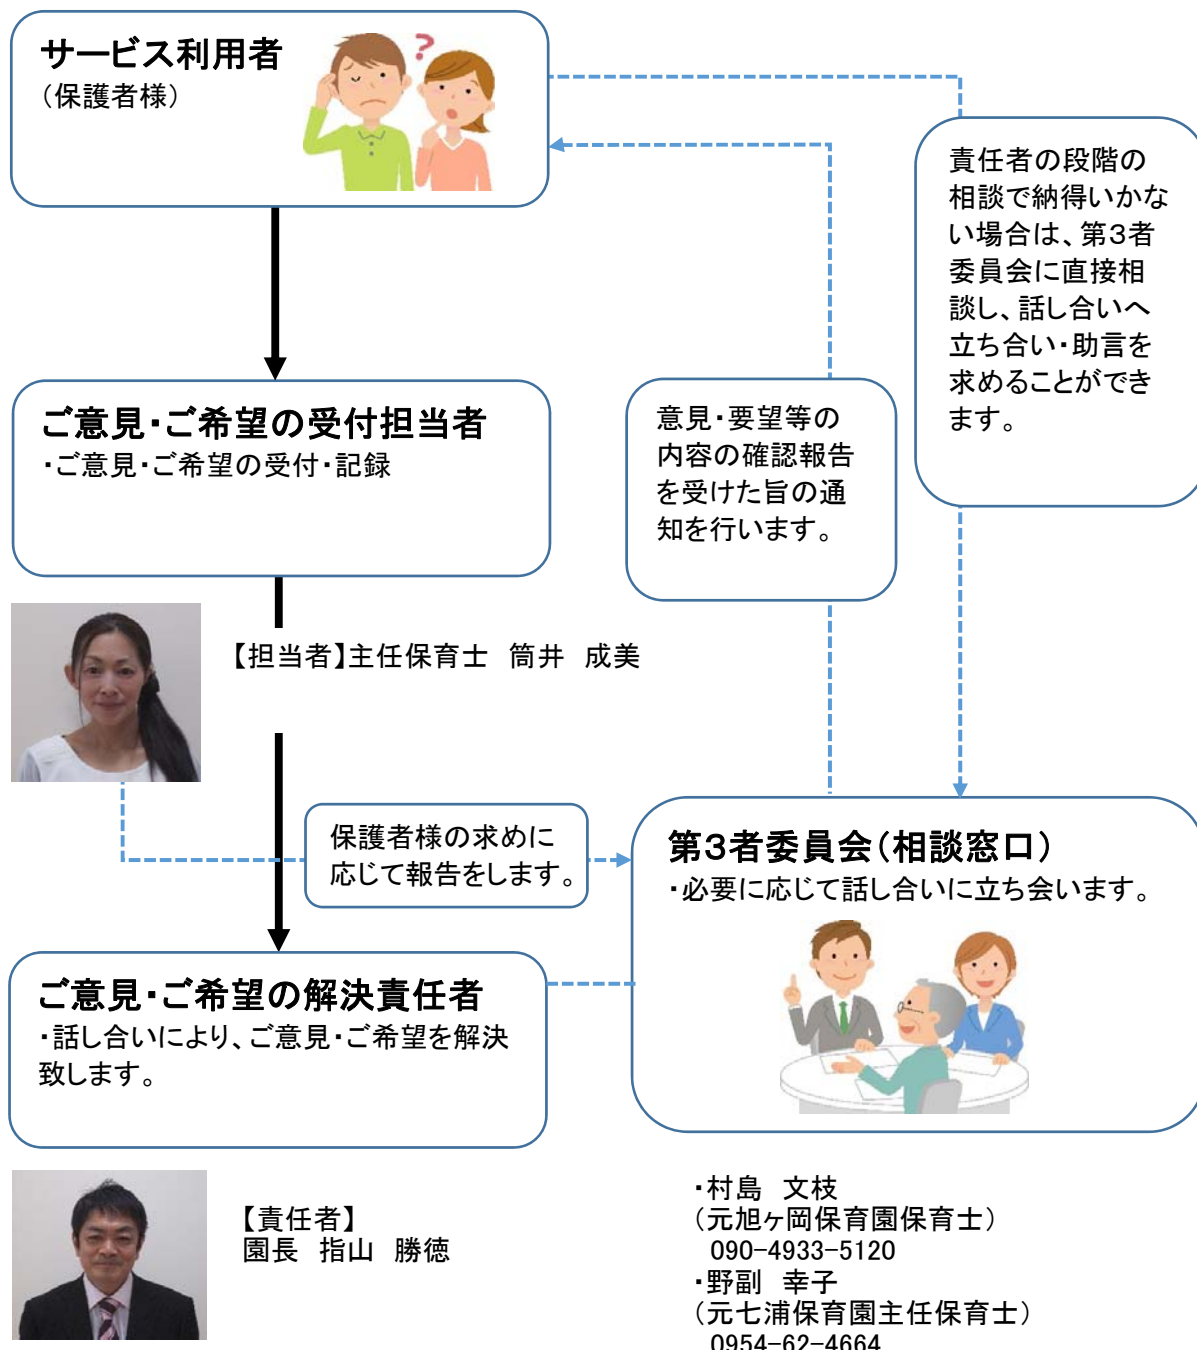 サービス利用者
（保護者様）
?
責任者の段階の
相談で納得いかな
い場合は、第3者
委員会に直接相
談し、話し合いへ
立ち合い・助言を
求めることができ
ます。
ご意見・ご希望の受付担当者
・ご意見・ご希望の受付・記録
意見・要望等の
内容の確認報告
を受けた旨の通
知を行います。
【担当者】主任保育士　筒井　成美
保護者様の求めに
応じて報告をします。
第3者委員会（相談窓口）
・必要に応じて話し合いに立ち会います。
ご意見・ご希望の解決責任者
・話し合いにより、ご意見・ご希望を解決
致します。
【責任者】
園長　指山　勝徳
・村島　文枝
（元旭ヶ岡保育園保育士）
090-4933-5120
・野副　幸子
（元七浦保育園主任保育士）
0954-62-4664